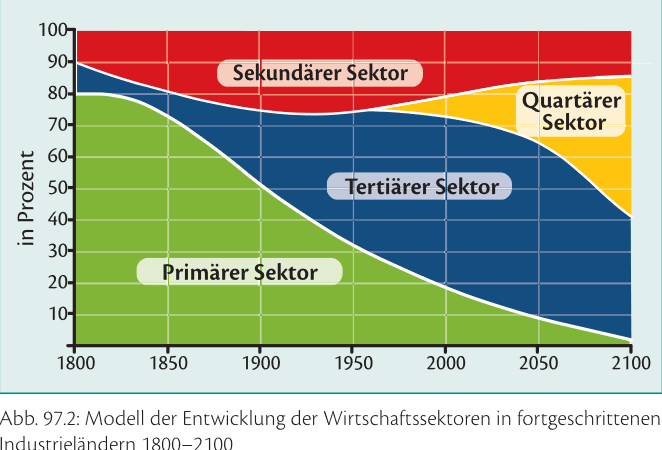 100
90
80
70
60
50
40
30
20
10
in Prozent
Sekundärer Sektor
Quartärer
Sektor
Tertiärer Sektor
Primärer Sektor
1800 1850 1900 1950 2000 2050 2100
Abb. 97.2: Modell der Entwicklung der Wirtschaftssektoren in fortgeschrittenen
Industrieländern 1800–2100